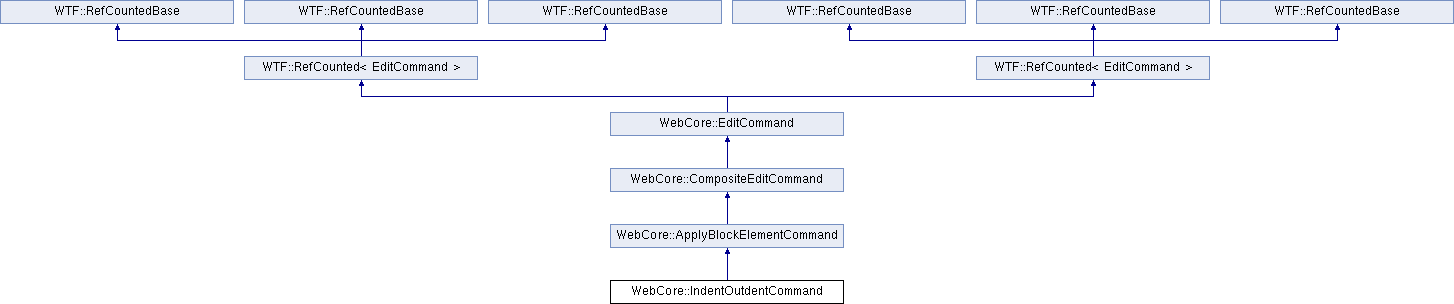 WTF::RefCountedBase
WTF::RefCountedBase
WTF::RefCountedBase
WTF::RefCountedBase
WTF::RefCountedBase
WTF::RefCountedBase
WTF::RefCounted< EditCommand >
WTF::RefCounted< EditCommand >
WebCore::EditCommand
WebCore::CompositeEditCommand
WebCore::ApplyBlockElementCommand
WebCore::IndentOutdentCommand